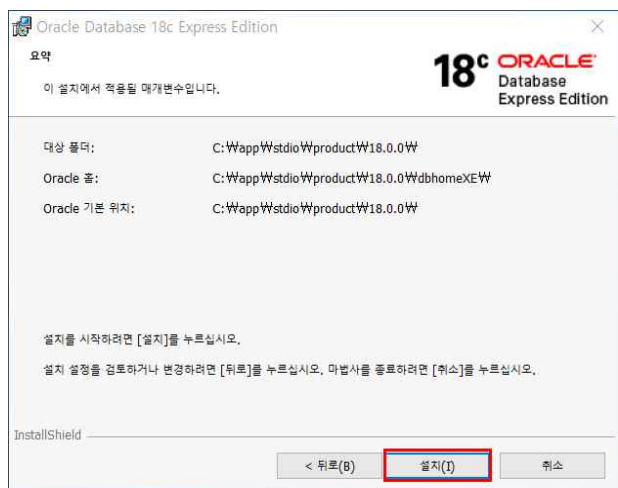 Oracle Database 18c Express Edition
요약
이 설치에서 적용될 매개변수입니다.
18c ORACLE
Database
Express Edition
대상 폴더: C:₩app₩stdio₩product₩18.0.0₩
Oracle 홈: C:₩app₩stdio₩product₩18.0.0₩dbhomeXE₩
Oracle 기본 위치: C:₩app₩stdio₩product₩18.0.0₩
설치를 시작하려면 [설치]를 누르십시오.
설치 설정을 검토하거나 변경하려면 [뒤로]를 누르십시오. 마법사를 종료하려면 [취소]를 누르십시오.
InstallShield
< 뒤로(B) 설치(I) 취소